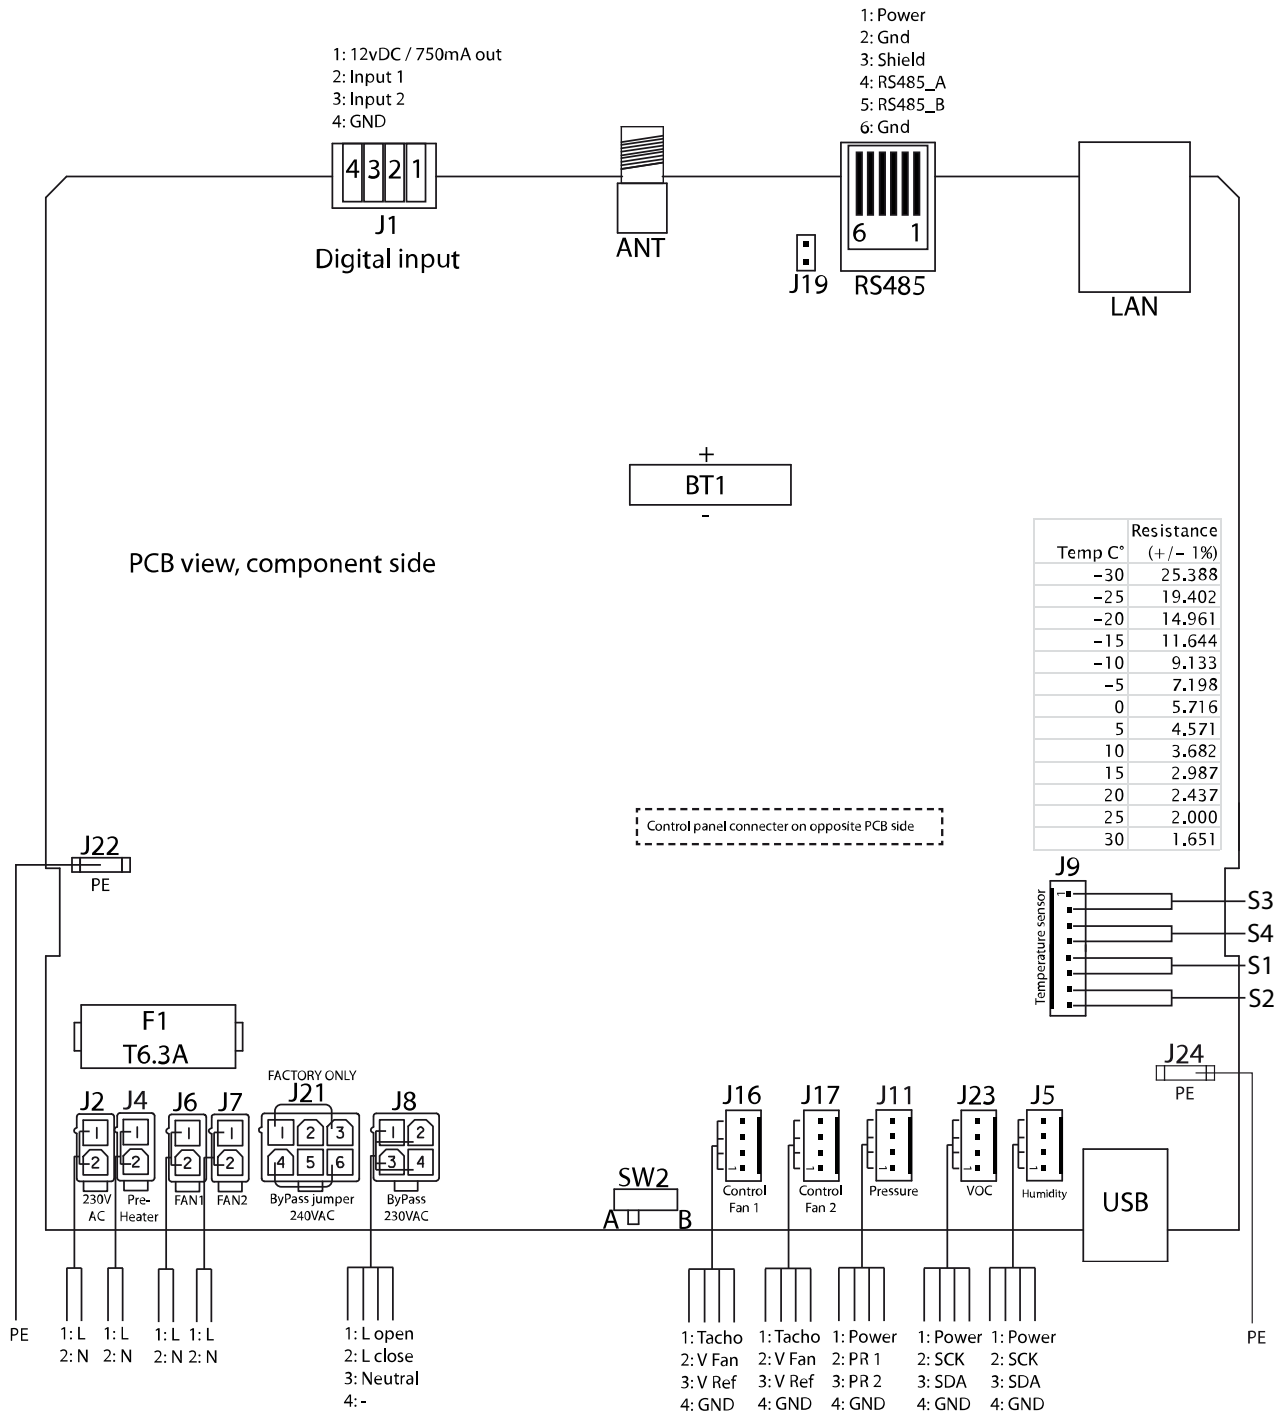 1: Power
2: Gnd
3: Shield
4: RS485_A
5: RS485_B
6: Gnd
1: 12vDC / 750mA out
2: Input 1
3: Input 2
4: GND
4 3 2 1
J1
Digital input
ANT
J19
6 1
RS485
LAN
+
BT1
-
PCB view, component side
Temp C° Resistance (+/- 1%)
-30 25.388
-25 19.402
-20 14.961
-15 11.644
-10 9.133
-5 7.198
0 5.716
5 4.571
10 3.682
15 2.987
20 2.437
25 2.000
30 1.651
Control panel connecter on opposite PCB side
J22
PE
J9
Temperature sensor
1
S3
S4
S1
S2
F1
T6.3A
J24
PE
FACTORY ONLY
J2
1
2
230V
AC
J4
1
2
Pre-
Heater
J6
1
2
FAN1
J7
1
2
FAN2
J21
1 2 3
4 5 6
ByPass jumper
240VAC
J8
1 2
3 4
ByPass
230VAC
SW2
A B
J16
1
Control
Fan 1
J17
1
Control
Fan 2
J11
1
Pressure
J23
1
VOC
J5
1
Humidity
USB
PE
1: L
2: N
1: L
2: N
1: L
2: N
1: L
2: N
1: L open
2: L close
3: Neutral
4: -
1: Tacho
2: V Fan
3: V Ref
4: GND
1: Tacho
2: V Fan
3: V Ref
4: GND
1: Power
2: PR 1
3: PR 2
4: GND
1: Power
2: SCK
3: SDA
4: GND
1: Power
2: SCK
3: SDA
4: GND
PE